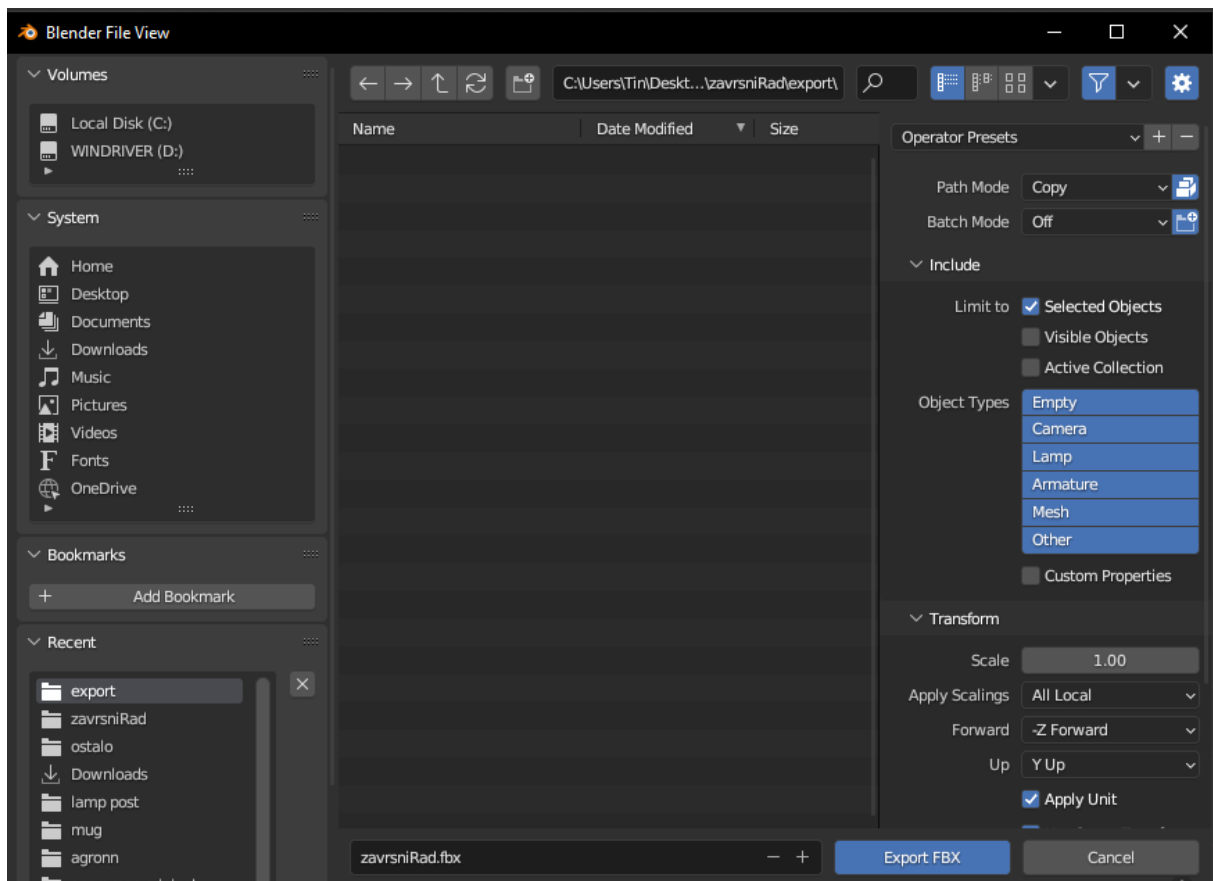 Blender File View
Volumes
Local Disk (C:)
WINDRIVER (D:)
System
Home
Desktop
Documents
Downloads
Music
Pictures
Videos
Fonts
OneDrive
Bookmarks
+ Add Bookmark
Recent
export
zavrsniRad
ostalo
Downloads
lamp post
mug
agronn
C:\Users\Tin\Deskt...\zavrsniRad\export\
Name Date Modified Size
zavrsniRad.fbx
Operator Presets
Path Mode Copy
Batch Mode Off
Include
Limit to Selected Objects
Visible Objects
Active Collection
Object Types Empty
Camera
Lamp
Armature
Mesh
Other
Custom Properties
Transform
Scale 1.00
Apply Scalings All Local
Forward -Z Forward
Up Y Up
Apply Unit
Export FBX Cancel